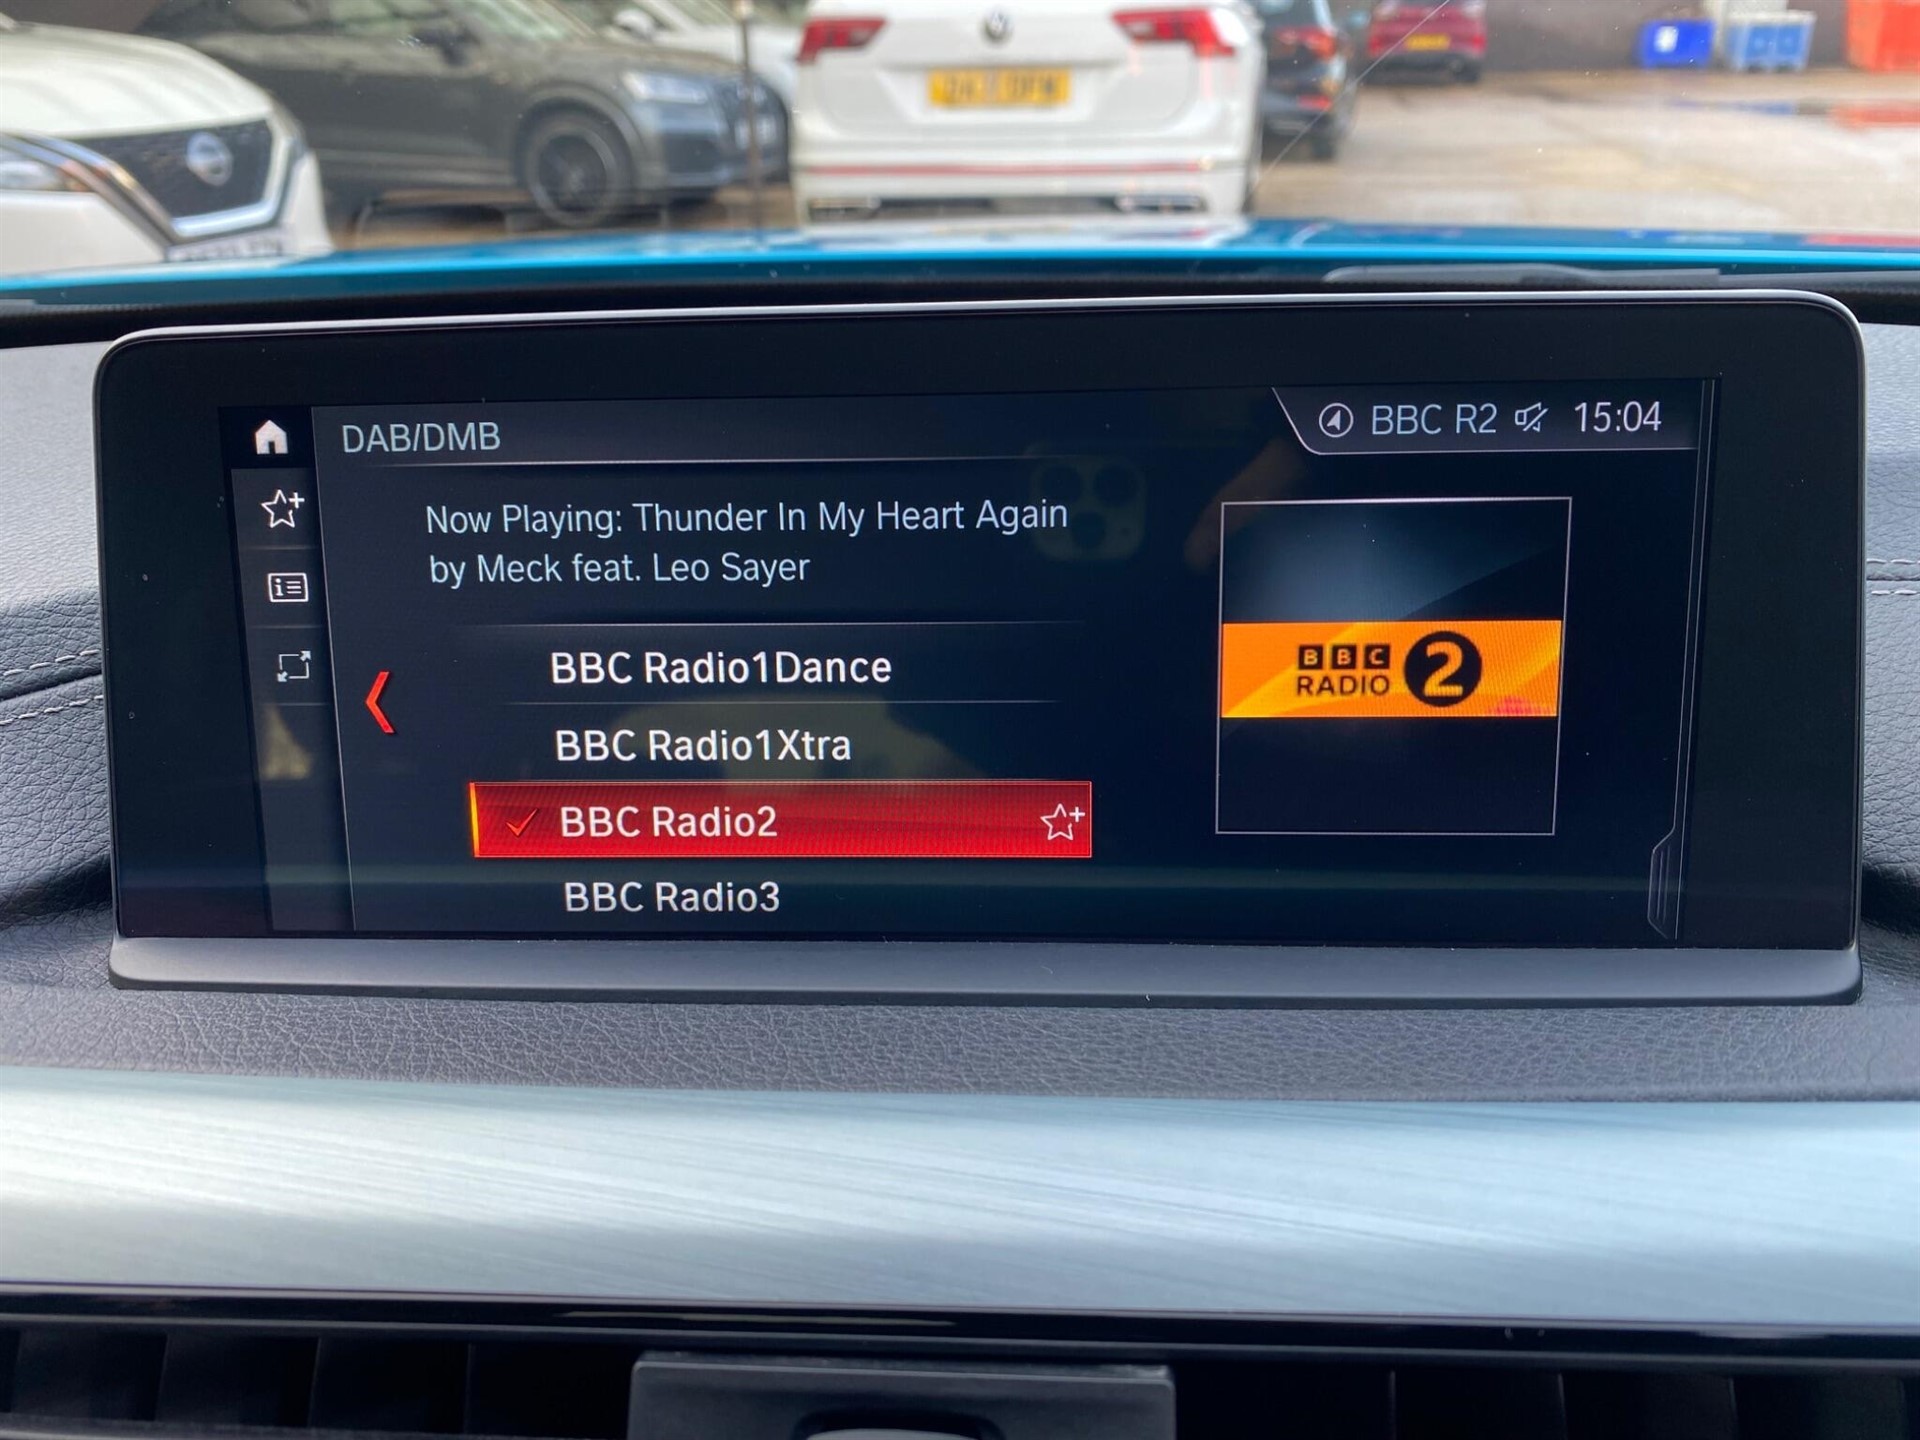 DAB/DMB
BBC R2 15:04
Now Playing: Thunder In My Heart Again
by Meck feat. Leo Sayer
BBC Radio1Dance
BBC Radio1Xtra
BBC Radio2
BBC Radio3
BBC
RADIO 2